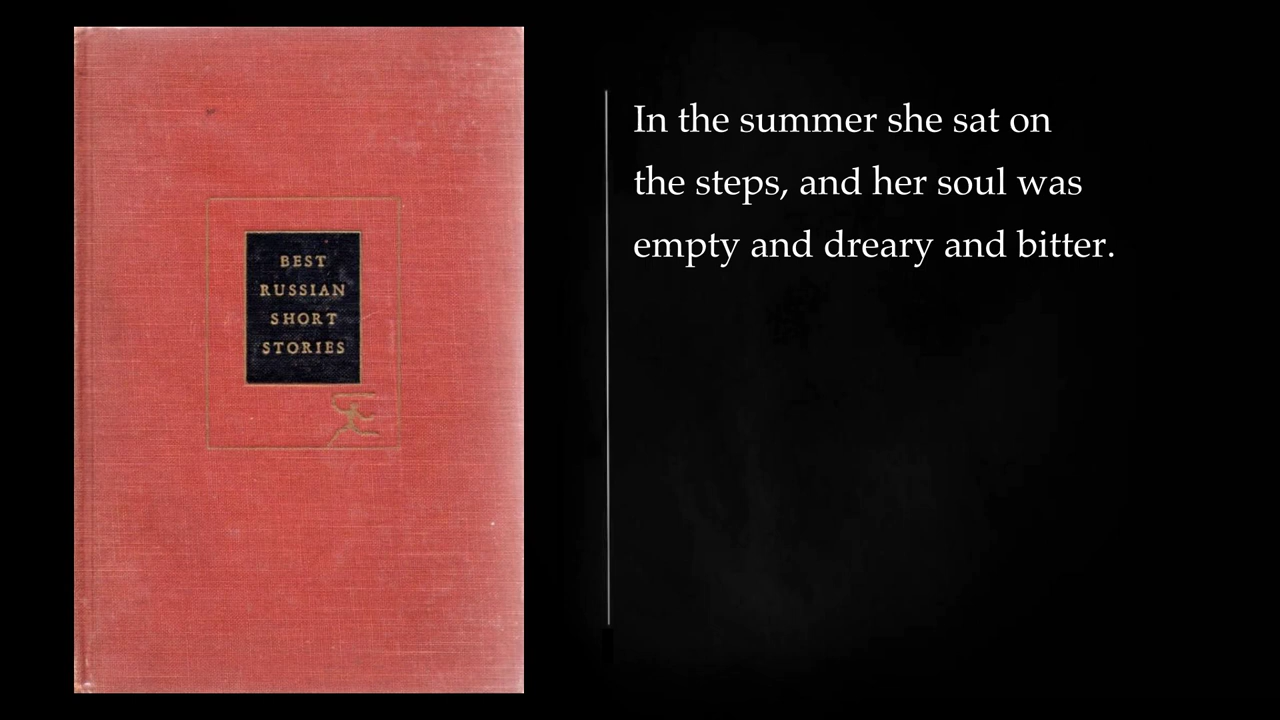 BEST
RUSSIAN
SHORT
STORIES
In the summer she sat on
the steps, and her soul was
empty and dreary and bitter.